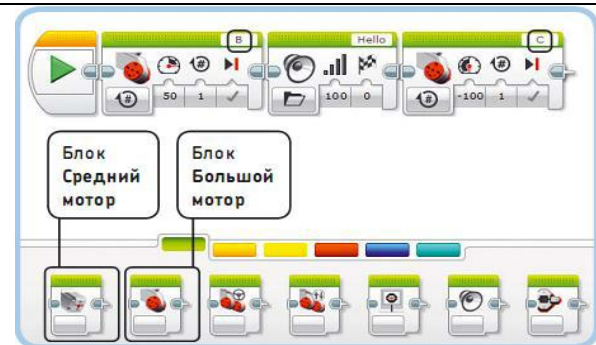 B
Hello
C
#
50 1
100 0
#
-100 1
Блок
Средний
мотор
Блок
Большой
мотор